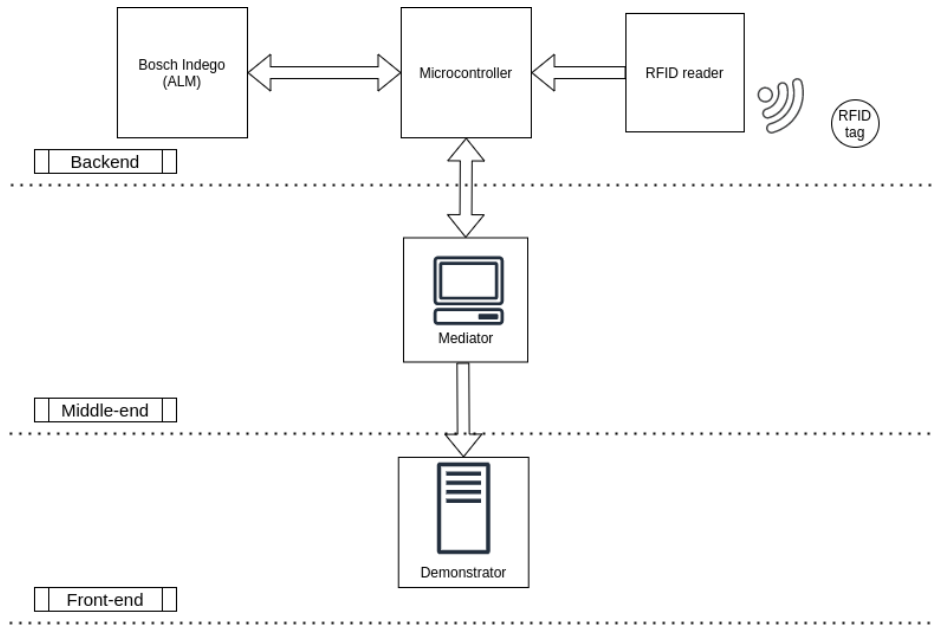 Bosch Indego
(ALM)
Microcontroller
RFID reader
RFID
tag
Backend
Mediator
Middle-end
Demonstrator
Front-end